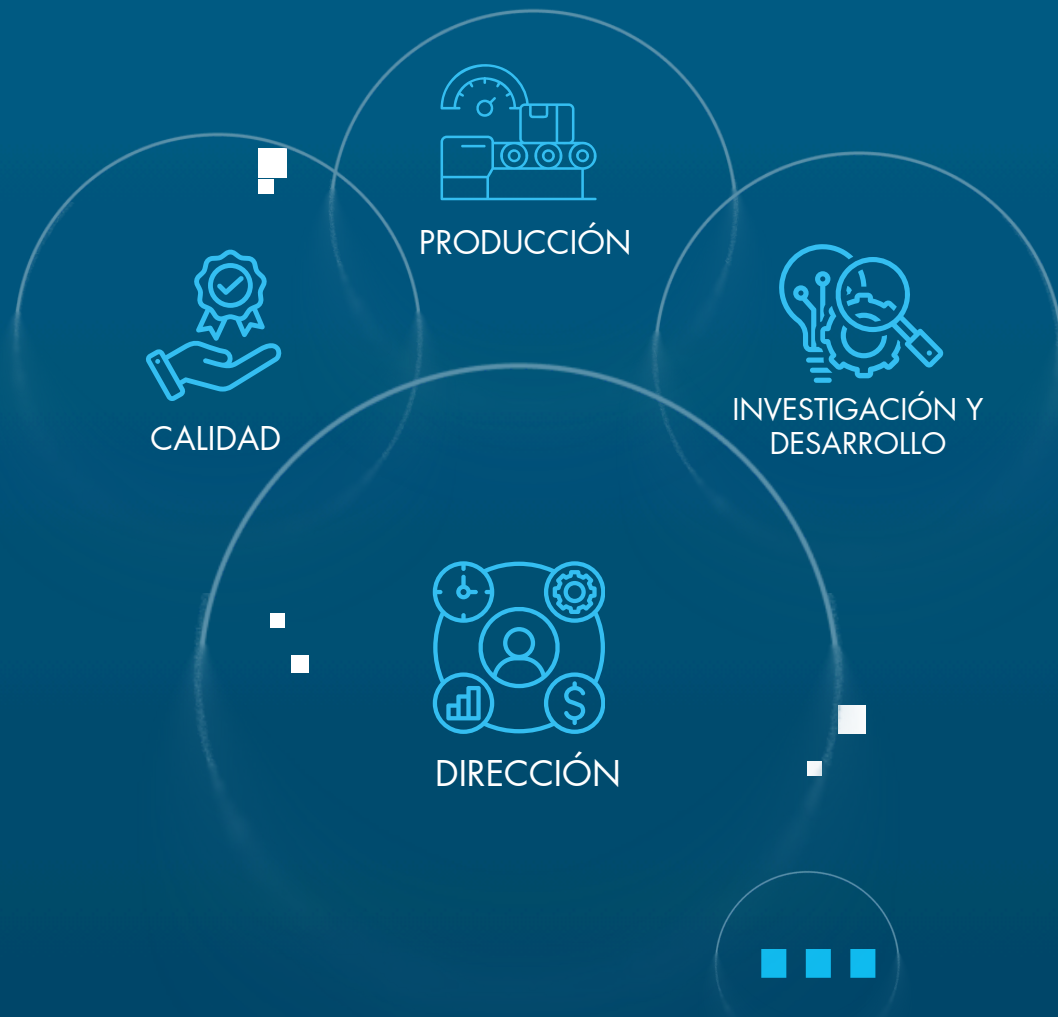 PRODUCCIÓN
CALIDAD
INVESTIGACIÓN Y
DESARROLLO
DIRECCIÓN